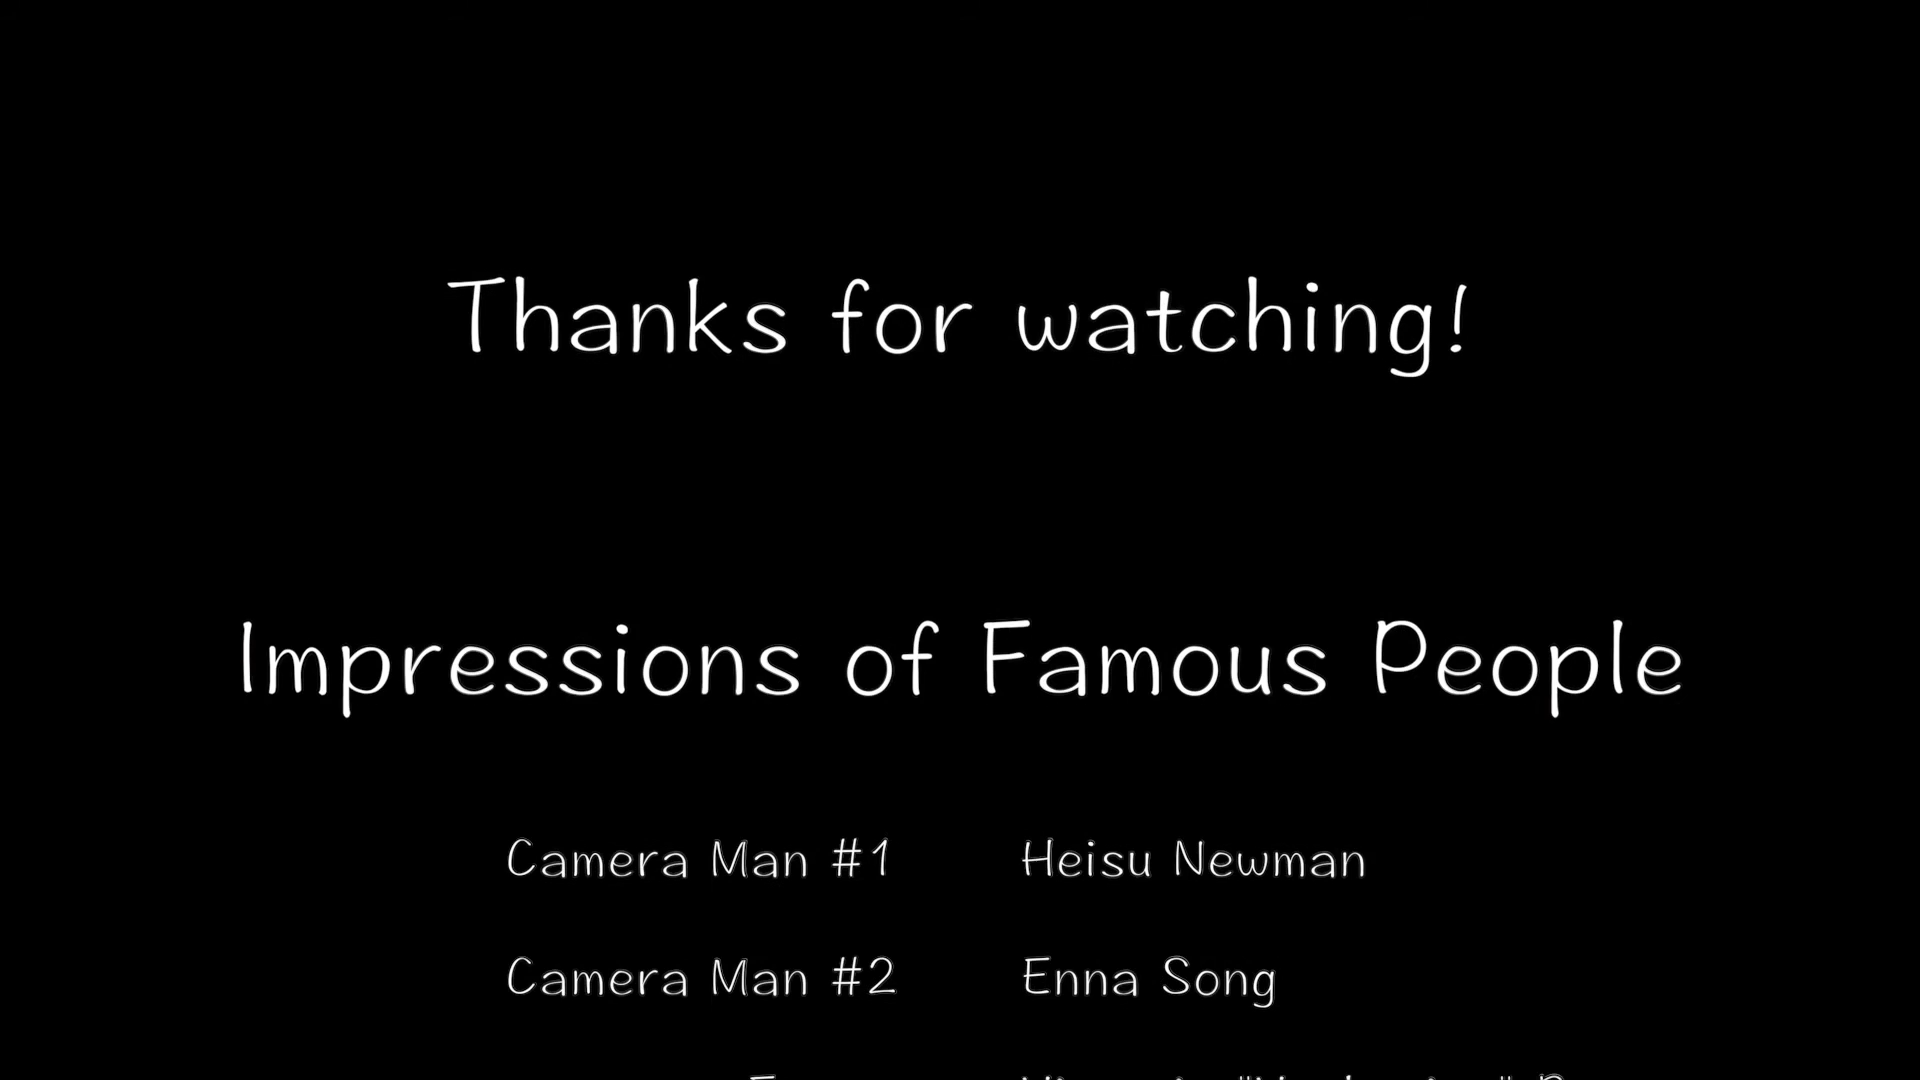 Thanks for watching!
Impressions of Famous People
Camera Man #1 Heisu Newman
Camera Man #2 Enna Song